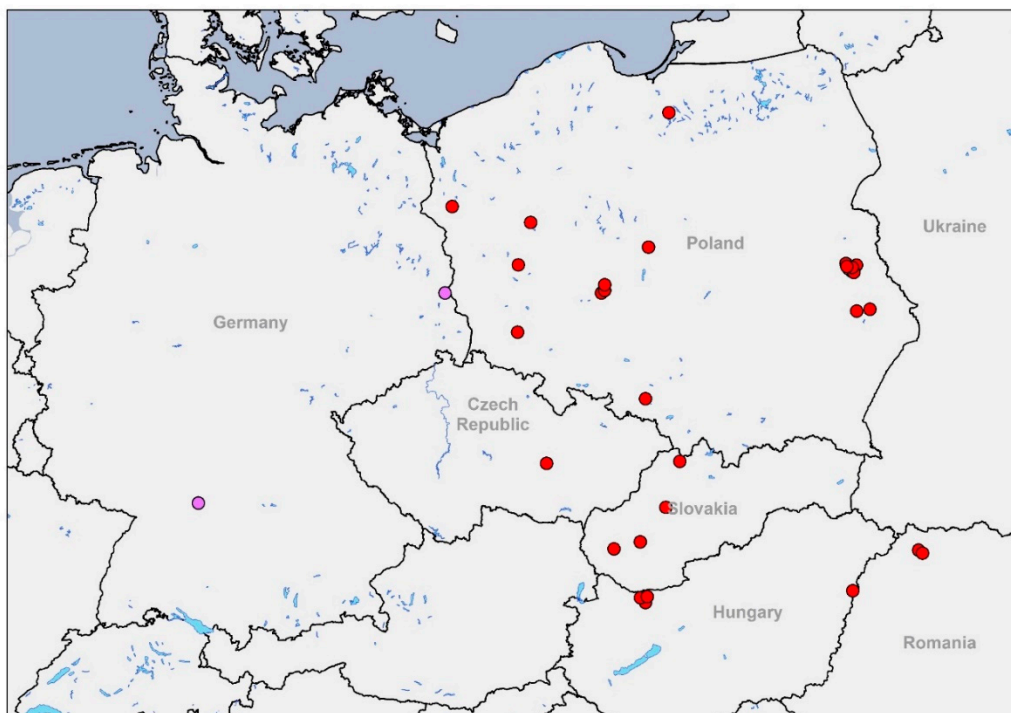 Poland
Ukraine
Germany
Czech
Republic
Slovakia
Hungary
Romania